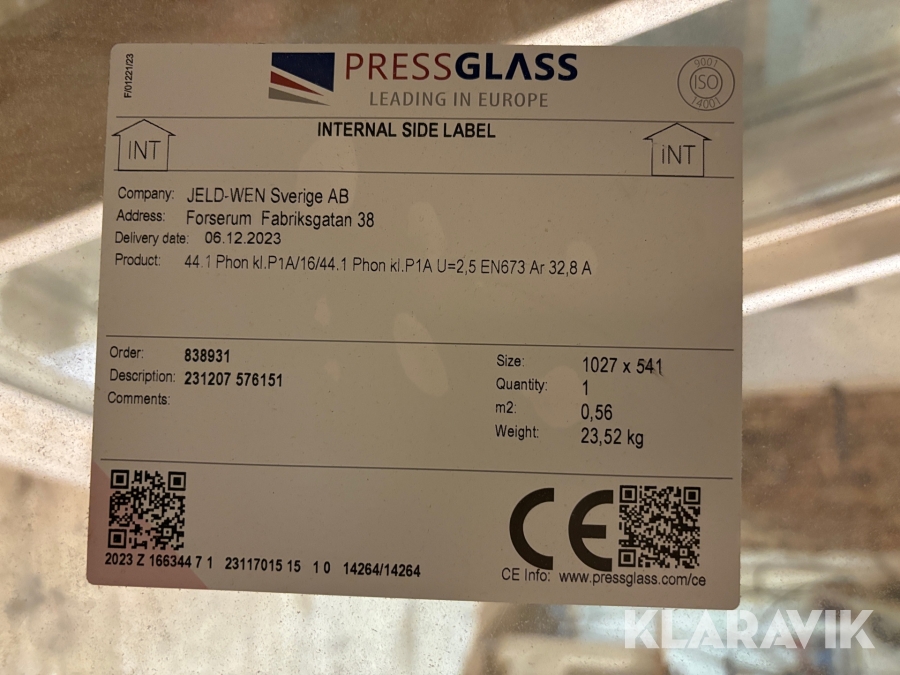 F/01221/23
PRESSGLASS
LEADING IN EUROPE
9001
ISO
14001
INTERNAL SIDE LABEL
INT
INT
Company: JELD-WEN Sverige AB
Address: Forserum Fabriksgatan 38
Delivery date: 06.12.2023
Product: 44.1 Phon kl.P1A/16/44.1 Phon kl.P1A U=2,5 EN673 Ar 32,8 A
Order: 838931
Description: 231207 576151
Comments:
Size: 1027 x 541
Quantity: 1
m2: 0,56
Weight: 23,52 kg
CE
2023 Z 166344 7 1 23117015 15 1 0 14264/14264
CE Info: www.pressglass.com/ce
KLARAVIK